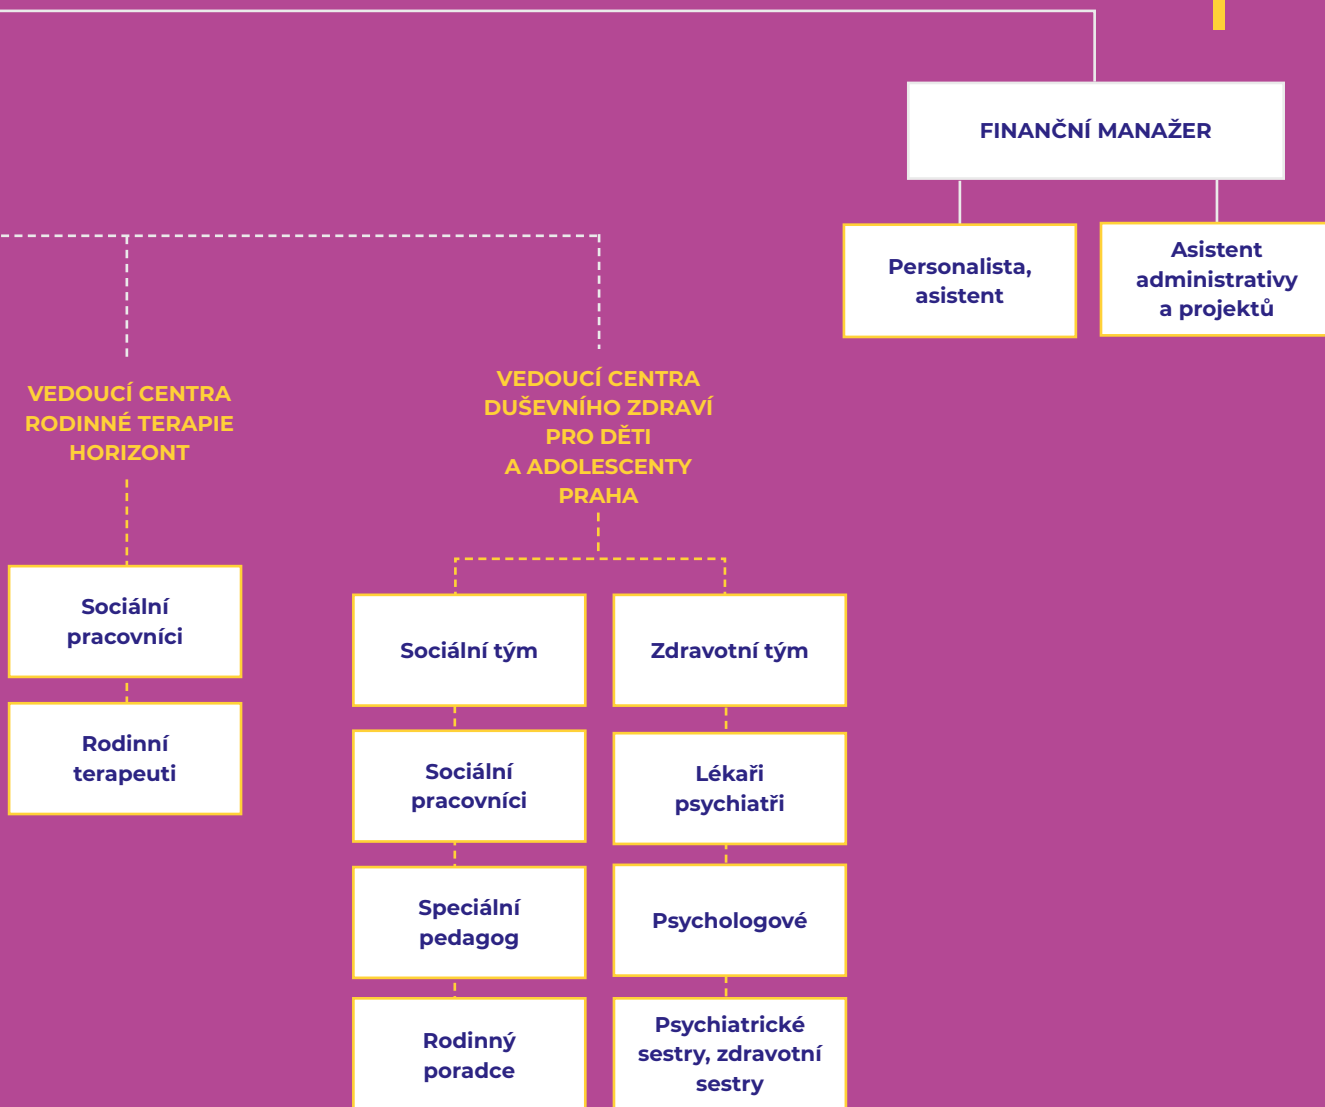 FINANČNÍ MANAŽER
Personalista,
asistent
Asistent
administrativy
a projektů
VEDOUCÍ CENTRA
RODINNÉ TERAPIE
HORIZONT
Sociální
pracovníci
Rodinní
terapeuti
VEDOUCÍ CENTRA
DUŠEVNÍHO ZDRAVÍ
PRO DĚTI
A ADOLESCENTY
PRAHA
Sociální tým
Sociální
pracovníci
Speciální
pedagog
Rodinný
poradce
Zdravotní tým
Lékaři
psychiatři
Psychologové
Psychiatrické
sestry, zdravotní
sestry